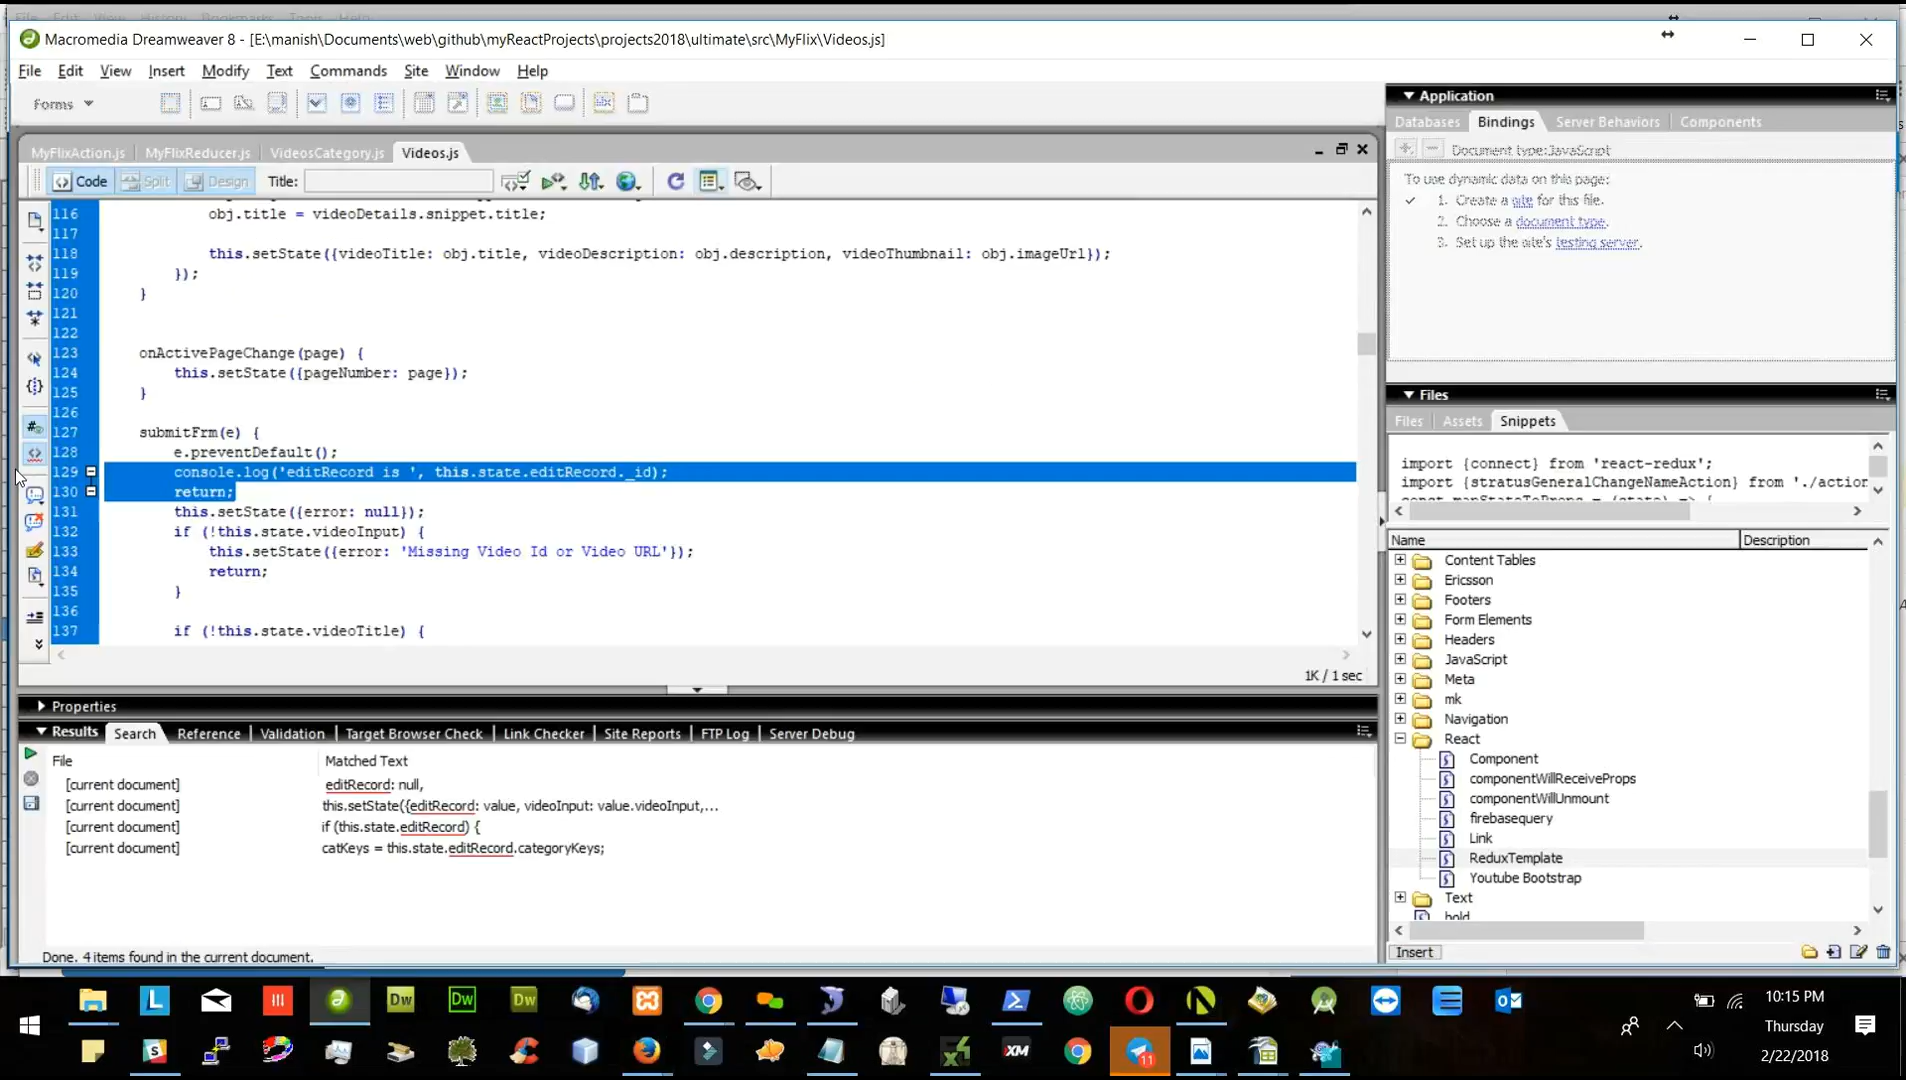 Macromedia Dreamweaver 8 - [E:\manish\Documents\web\github\myReactProjects\projects2018\ultimate\src\MyFlix\Videos.js]
File Edit View Insert Modify Text Commands Site Window Help
Forms
MyFlixAction.js MyFlixReducer.js VideosCategory.js Videos.js
Code Split Design Title:
116 obj.title = videoDetails.snippet.title;
117
118 this.setState({videoTitle: obj.title, videoDescription: obj.description, videoThumbnail: obj.imageUrl});
119 });
120 }
121
122
123 onActivePageChange(page) {
124 this.setState({pageNumber: page});
125 }
126
127 submitFrm(e) {
128 e.preventDefault();
129 console.log('editRecord is ', this.state.editRecord._id);
130 return;
131 this.setState({error: null});
132 if (!this.state.videoInput) {
133 this.setState({error: 'Missing Video Id or Video URL'});
134 return;
135 }
136
137 if (!this.state.videoTitle) {
1K / 1 sec
Properties
Results Search Reference Validation Target Browser Check Link Checker Site Reports FTP Log Server Debug
File Matched Text
[current document] editRecord: null,
[current document] this.setState({editRecord: value, videoInput: value.videoInput,...
[current document] if (this.state.editRecord) {
[current document] catKeys = this.state.editRecord.categoryKeys;
Done. 4 items found in the current document.
Application
Databases Bindings Server Behaviors Components
Document type:JavaScript
To use dynamic data on this page:
1. Create a site for this file.
2. Choose a document type.
3. Set up the site's testing server.
Files
Files Assets Snippets
import {connect} from 'react-redux';
import {stratusGeneralChangeNameAction} from './action
const mapStateToProps = (state) => {
Name Description
Content Tables
Ericsson
Footers
Form Elements
Headers
JavaScript
Meta
mk
Navigation
React
Component
componentWillReceiveProps
componentWillUnmount
firebasequery
Link
ReduxTemplate
Youtube Bootstrap
Text
bold
Insert
10:15 PM
Thursday
2/22/2018